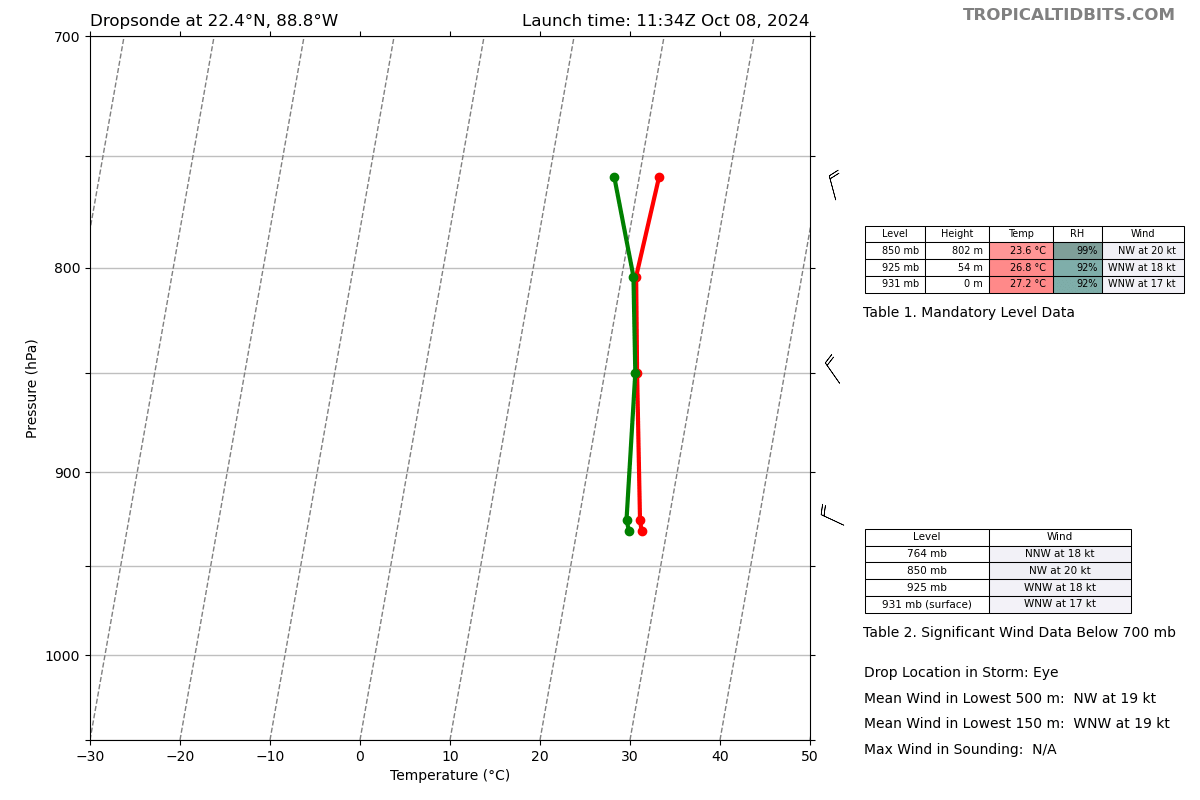 Dropsonde at 22.4°N, 88.8°W
Launch time: 11:34Z Oct 08, 2024
TROPICALTIDBITS.COM
700
800
900
1000
Pressure (hPa)
−30 −20 −10 0 10 20 30 40 50
Temperature (°C)
Level Height Temp RH Wind
850 mb 802 m 23.6 °C 99% NW at 20 kt
925 mb 54 m 26.8 °C 92% WNW at 18 kt
931 mb 0 m 27.2 °C 92% WNW at 17 kt
Table 1. Mandatory Level Data
Level Wind
764 mb NNW at 18 kt
850 mb NW at 20 kt
925 mb WNW at 18 kt
931 mb (surface) WNW at 17 kt
Table 2. Significant Wind Data Below 700 mb
Drop Location in Storm: Eye
Mean Wind in Lowest 500 m: NW at 19 kt
Mean Wind in Lowest 150 m: WNW at 19 kt
Max Wind in Sounding: N/A